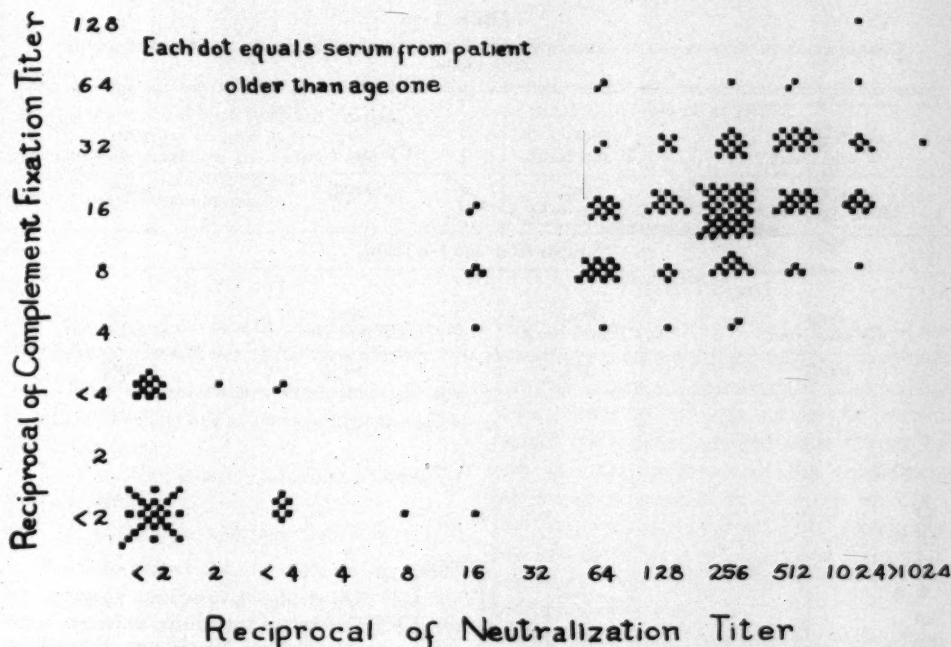 128
Each dot equals serum from patient
64
older than age one
32
16
8
4
<4
2
<2
Reciprocal of Complement Fixation Titer
<2 2 <4 4 8 16 32 64 128 256 512 1024 >1024
Reciprocal of Neutralization Titer